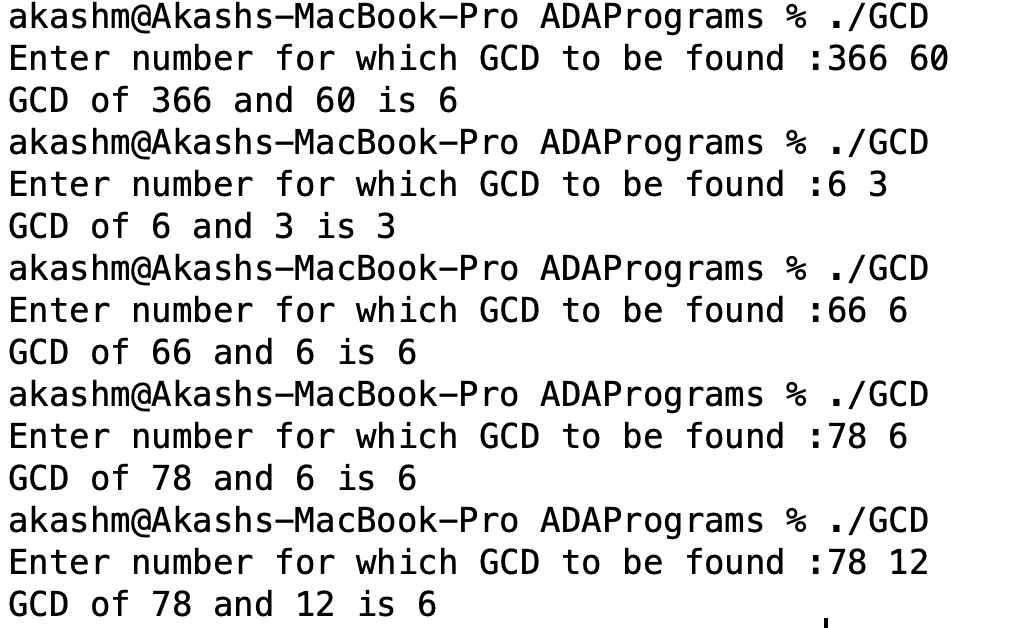 akashm@Akashs-MacBook-Pro ADAPrograms % ./GCD
Enter number for which GCD to be found :366 60
GCD of 366 and 60 is 6
akashm@Akashs-MacBook-Pro ADAPrograms % ./GCD
Enter number for which GCD to be found :6 3
GCD of 6 and 3 is 3
akashm@Akashs-MacBook-Pro ADAPrograms % ./GCD
Enter number for which GCD to be found :66 6
GCD of 66 and 6 is 6
akashm@Akashs-MacBook-Pro ADAPrograms % ./GCD
Enter number for which GCD to be found :78 6
GCD of 78 and 6 is 6
akashm@Akashs-MacBook-Pro ADAPrograms % ./GCD
Enter number for which GCD to be found :78 12
GCD of 78 and 12 is 6